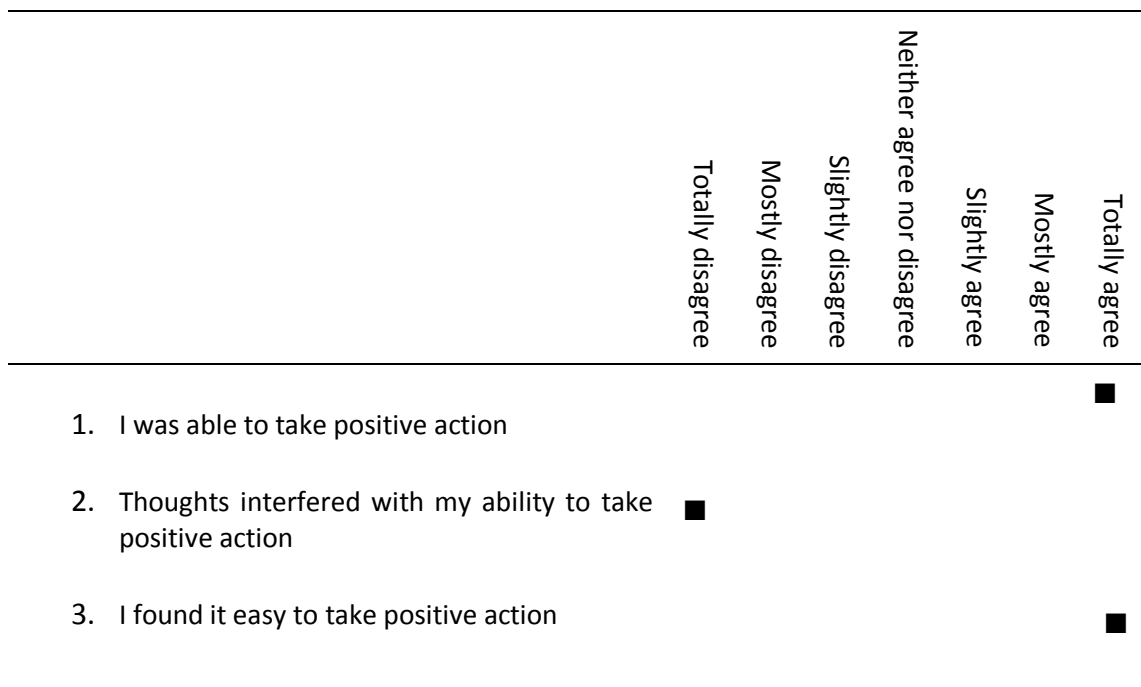 Totally disagree
Mostly disagree
Slightly disagree
Neither agree nor disagree
Slightly agree
Mostly agree
Totally agree
1. I was able to take positive action
2. Thoughts interfered with my ability to take
positive action
3. I found it easy to take positive action